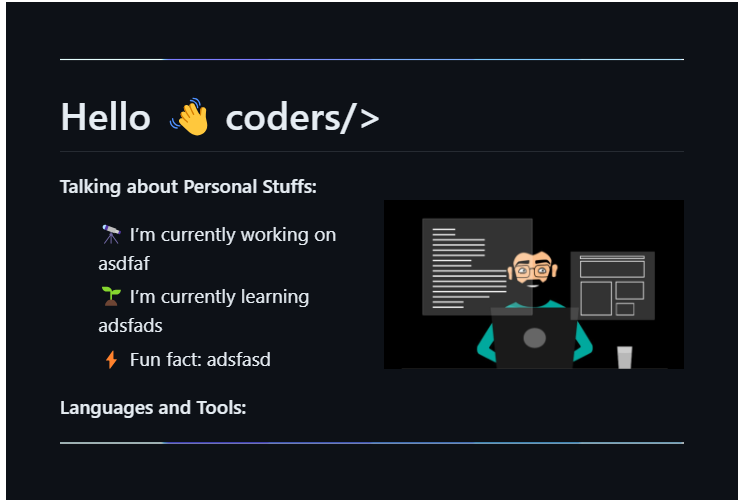 Hello 👋 coders/>
Talking about Personal Stuffs:
🔭 I’m currently working on
asdfaf
🌱 I’m currently learning
adsfads
⚡ Fun fact: adsfasd
Languages and Tools: